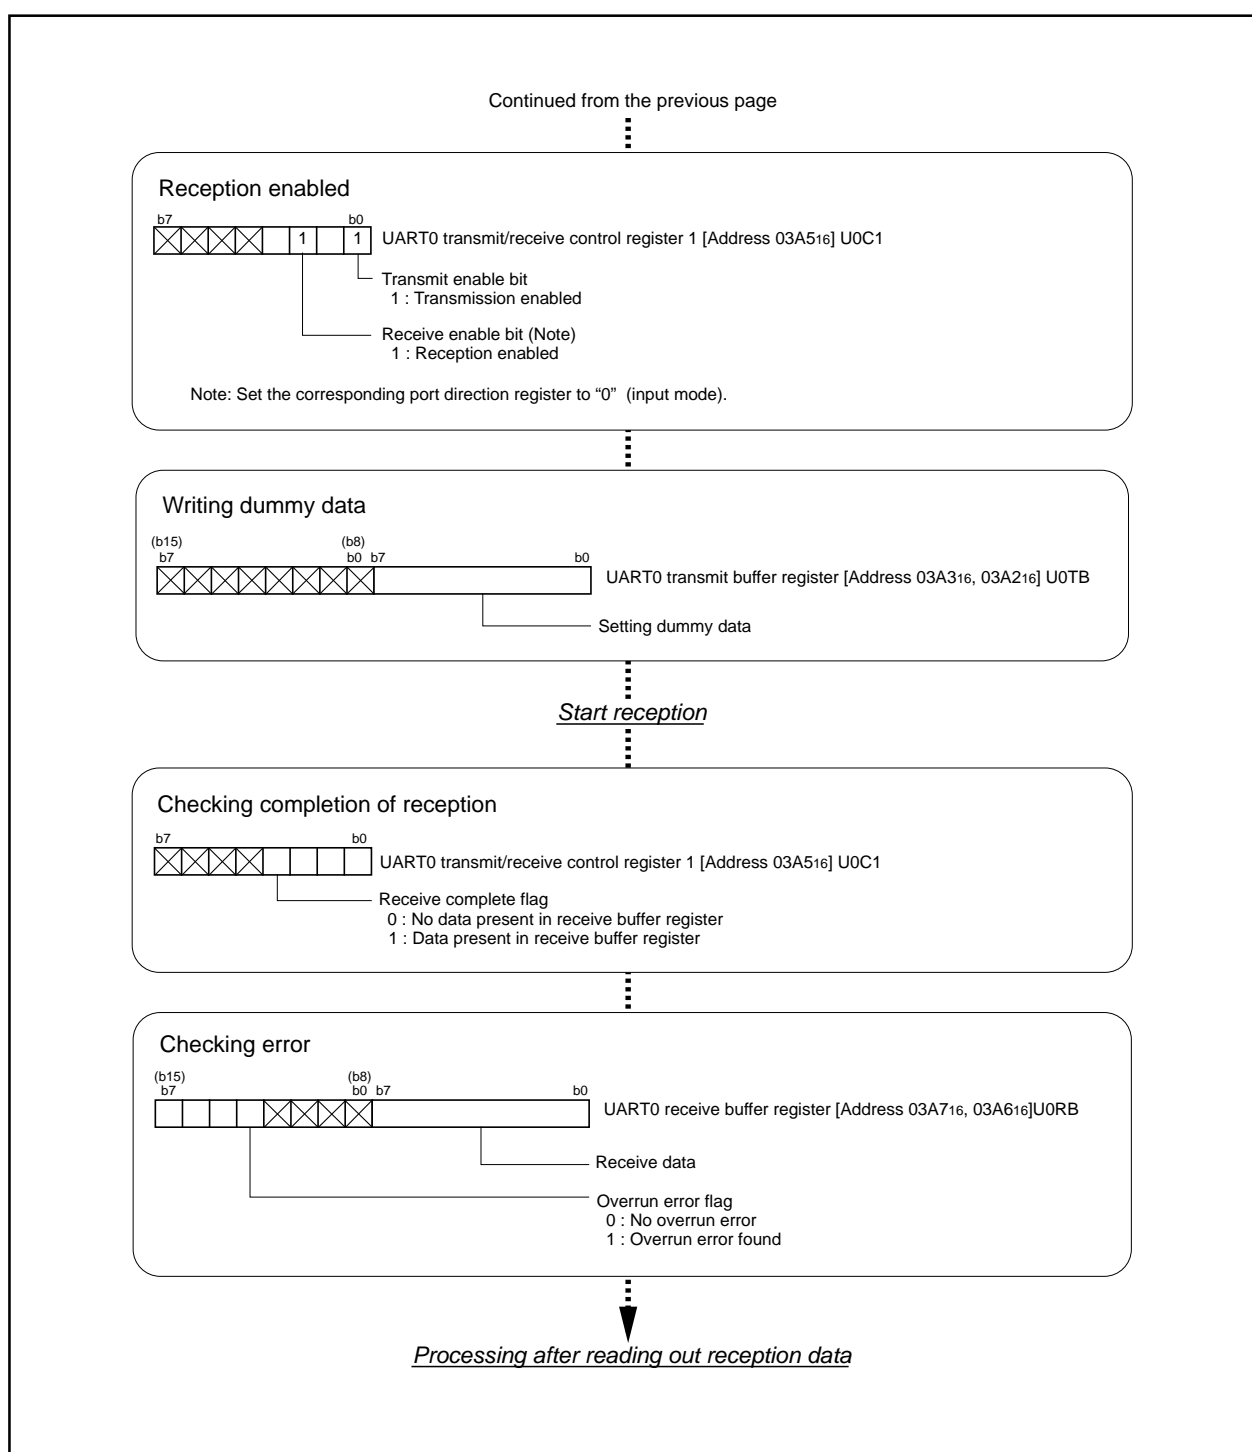 Continued from the previous page
Reception enabled
b7 b0
1 1 UART0 transmit/receive control register 1 [Address 03A516] U0C1
Transmit enable bit
1 : Transmission enabled
Receive enable bit (Note)
1 : Reception enabled
Note: Set the corresponding port direction register to “0” (input mode).
Writing dummy data
(b15) (b8)
b7 b0 b7 b0
UART0 transmit buffer register [Address 03A316, 03A216] U0TB
Setting dummy data
Start reception
Checking completion of reception
b7 b0
UART0 transmit/receive control register 1 [Address 03A516] U0C1
Receive complete flag
0 : No data present in receive buffer register
1 : Data present in receive buffer register
Checking error
(b15) (b8)
b7 b0 b7 b0
UART0 receive buffer register [Address 03A716, 03A616]U0RB
Receive data
Overrun error flag
0 : No overrun error
1 : Overrun error found
Processing after reading out reception data